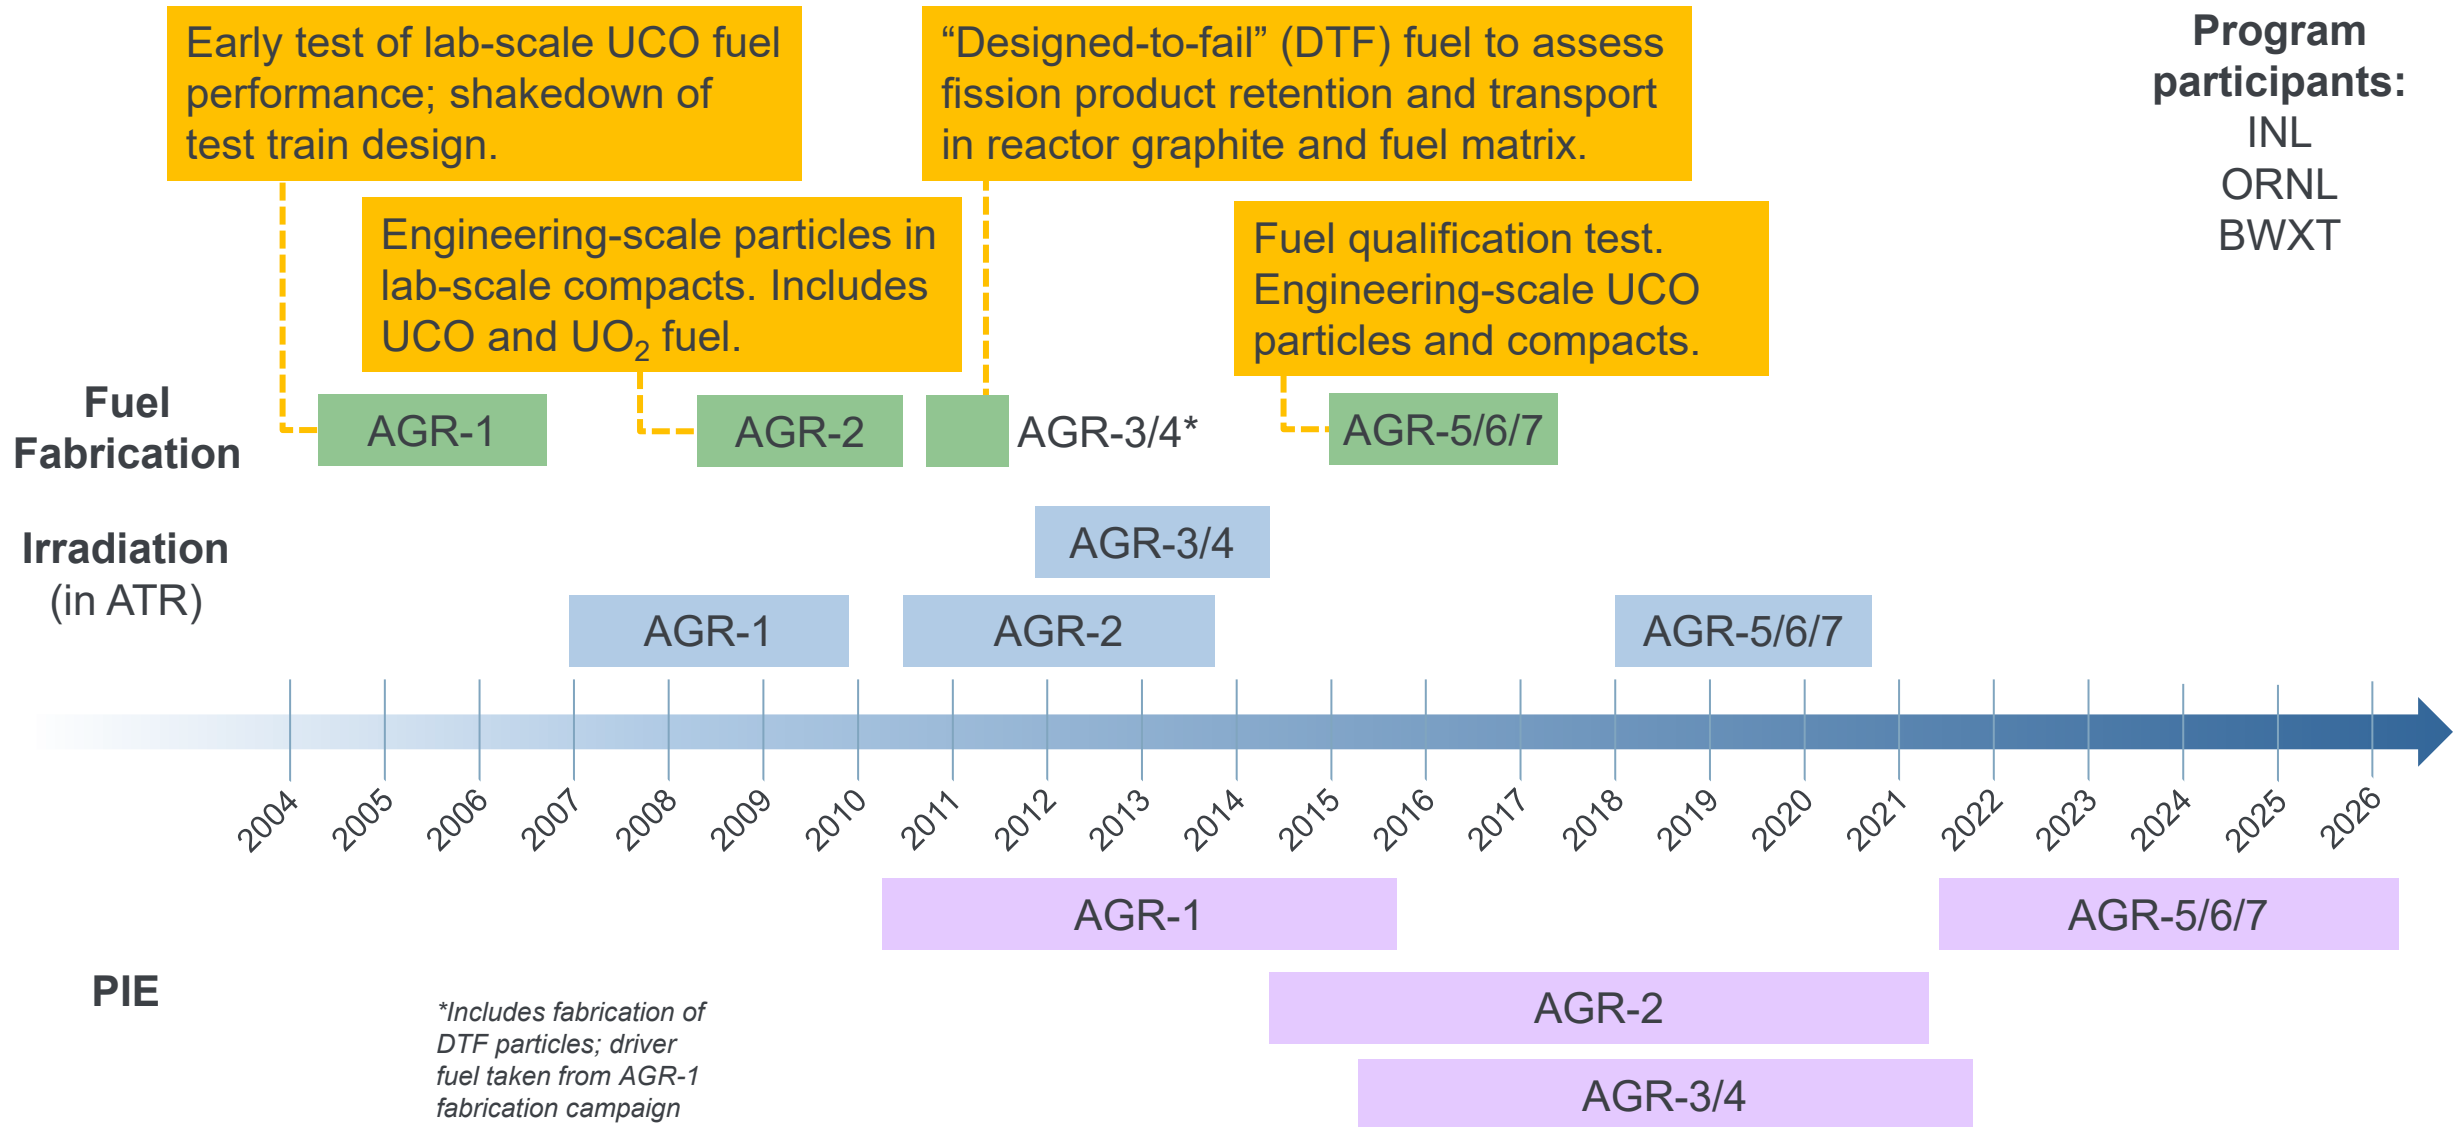 Early test of lab-scale UCO fuel
performance; shakedown of
test train design.
“Designed-to-fail” (DTF) fuel to assess
fission product retention and transport
in reactor graphite and fuel matrix.
Program
participants:
INL
ORNL
BWXT
Engineering-scale particles in
lab-scale compacts. Includes
UCO and UO₂ fuel.
Fuel qualification test.
Engineering-scale UCO
particles and compacts.
Fuel
Fabrication
AGR-1
AGR-2
AGR-3/4*
AGR-5/6/7
Irradiation
(in ATR)
AGR-3/4
AGR-1
AGR-2
AGR-5/6/7
2004
2005
2006
2007
2008
2009
2010
2011
2012
2013
2014
2015
2016
2017
2018
2019
2020
2021
2022
2023
2024
2025
2026
PIE
AGR-1
AGR-5/6/7
AGR-2
AGR-3/4
*Includes fabrication of
DTF particles; driver
fuel taken from AGR-1
fabrication campaign